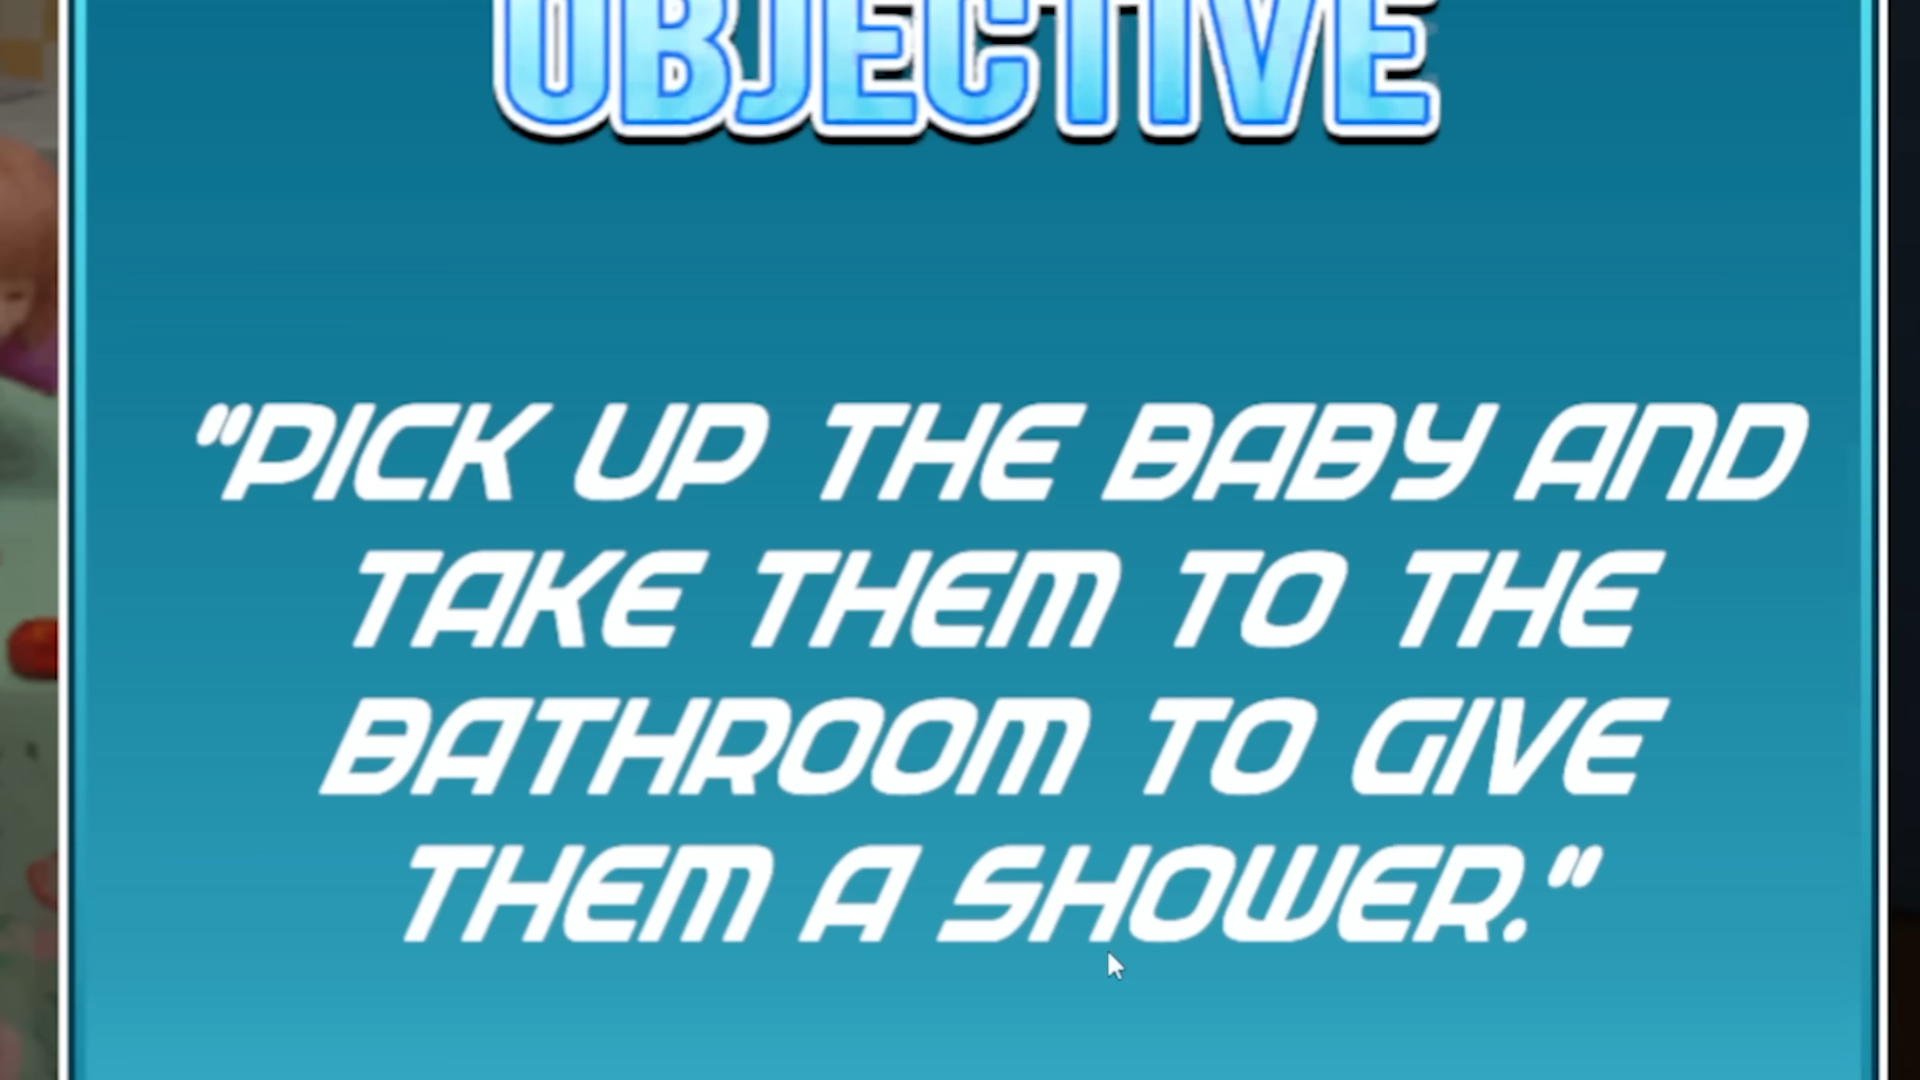 OBJECTIVE
"PICK UP THE BABY AND
TAKE THEM TO THE
BATHROOM TO GIVE
THEM A SHOWER."